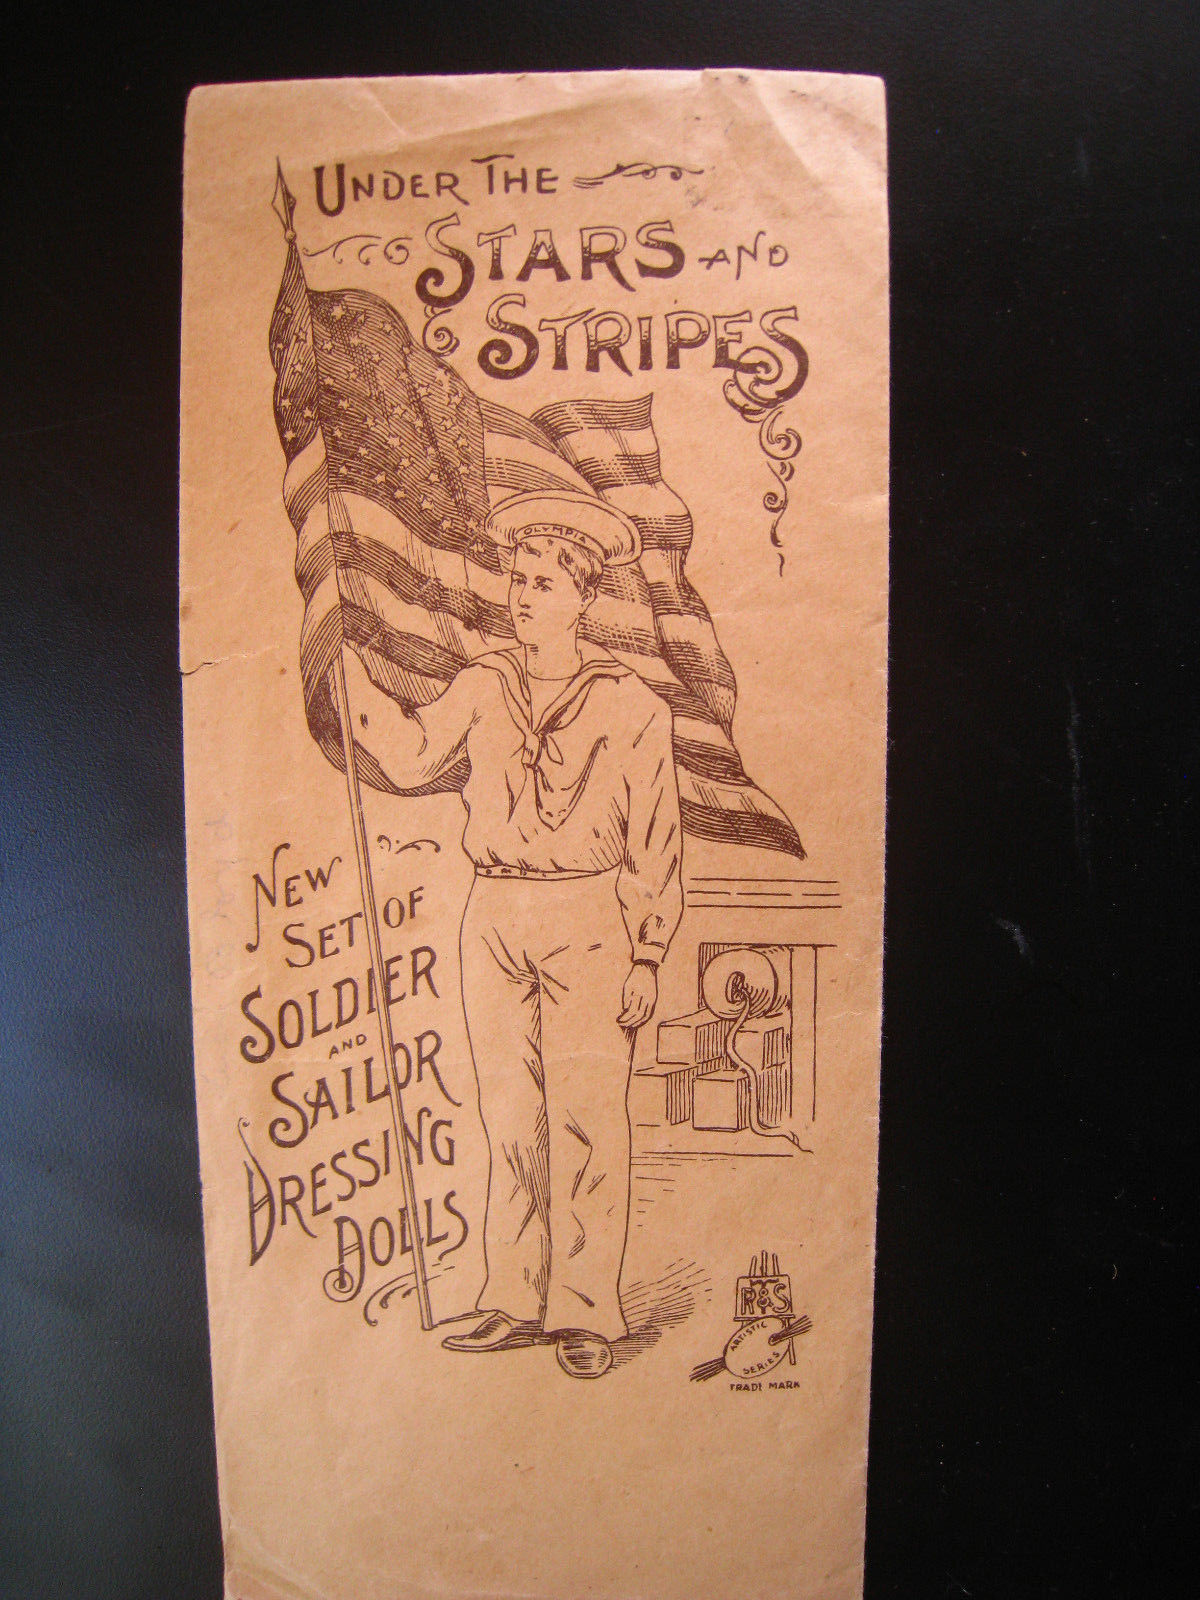 UNDER THE
STARS AND
STRIPES
OLYMPIA
NEW
SET OF
SOLDIER
AND
SAILOR
DRESSING
DOLLS
R & S
ARTISTIC
SERIES
TRADE MARK